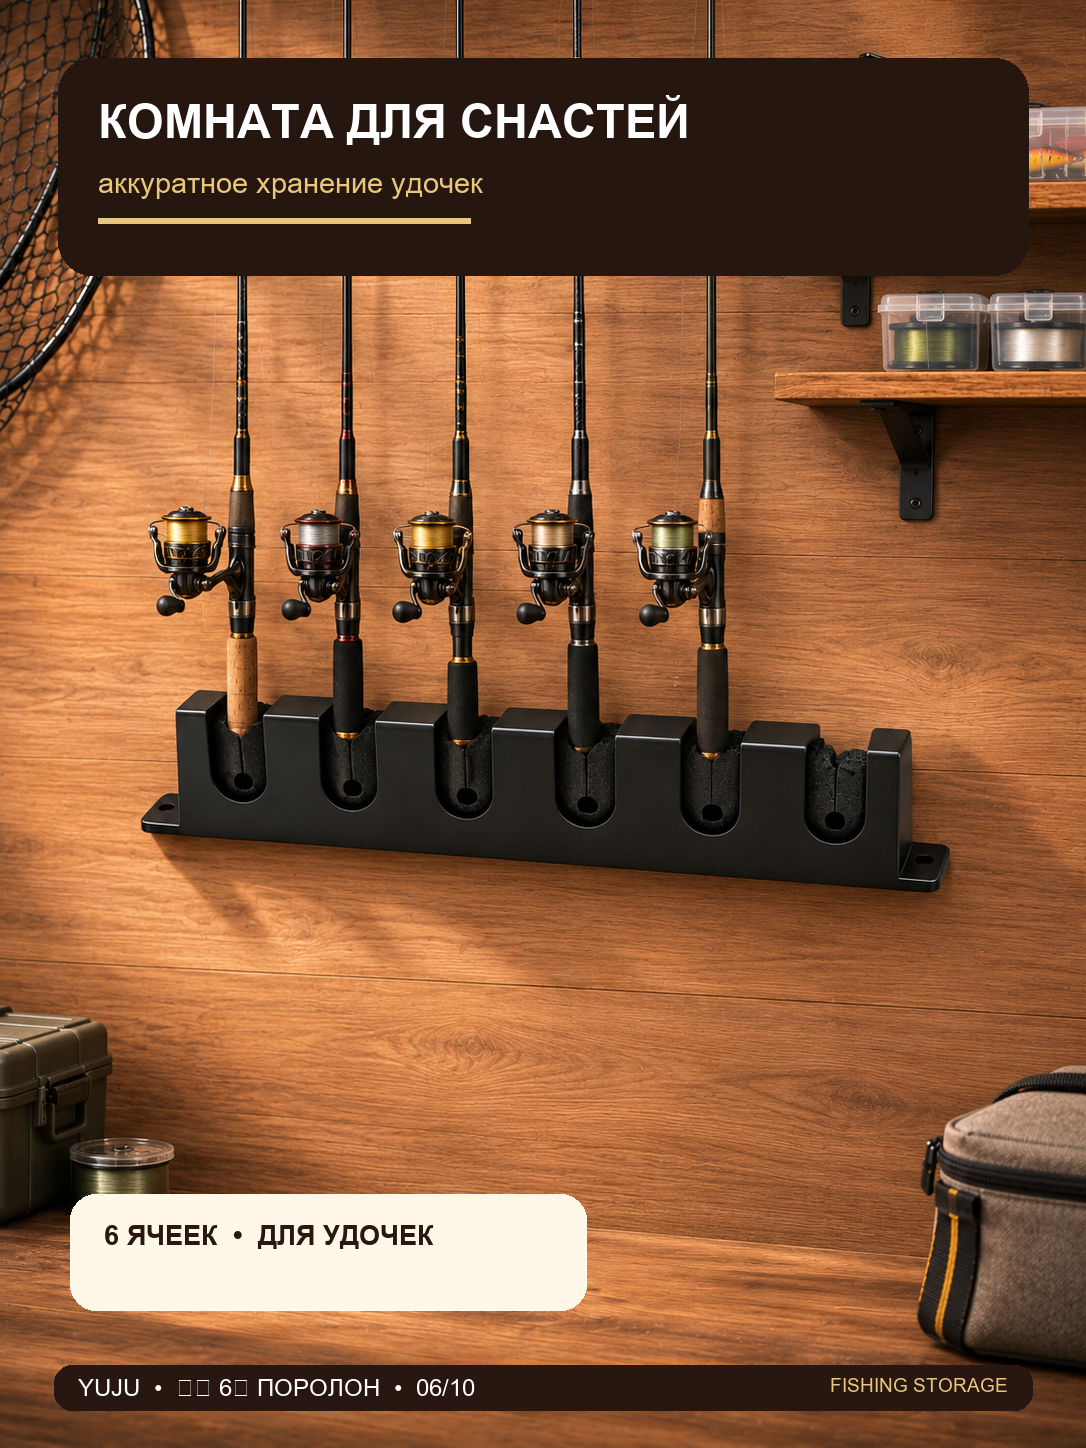 КОМНАТА ДЛЯ СНАСТЕЙ
аккуратное хранение удочек
6 ЯЧЕЕК • ДЛЯ УДОЧЕК
YUJU • □□ 6□ ПОРОЛОН • 06/10
FISHING STORAGE